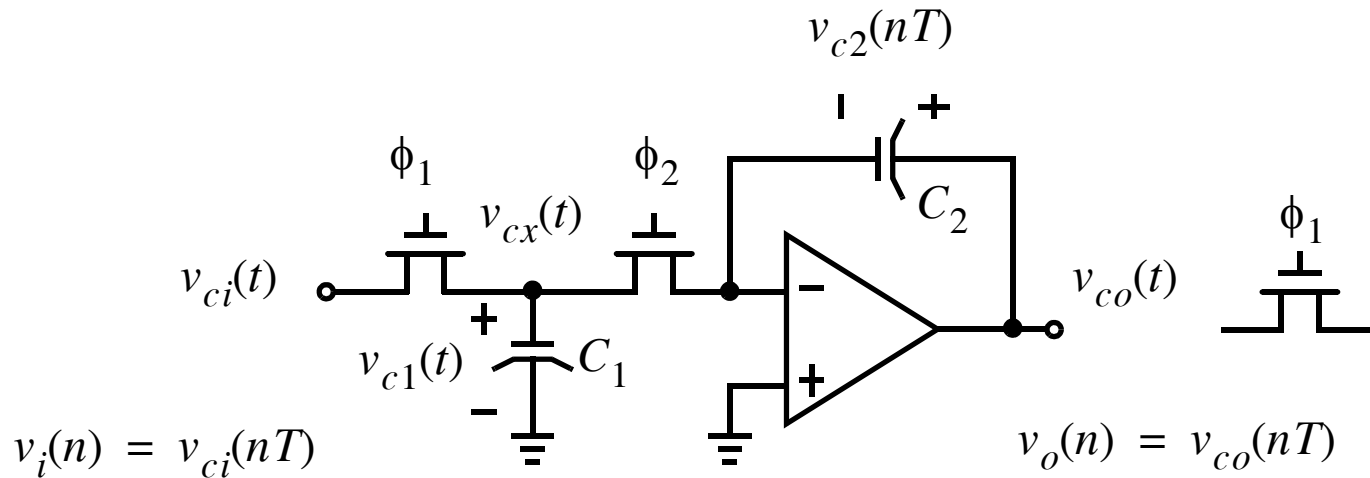 v_{c2}(nT)
- +
ϕ_1 ϕ_2 C_2 ϕ_1
v_{cx}(t)
v_{ci}(t) - v_{co}(t)
+
v_{c1}(t) C_1 +
-
v_i(n) = v_{ci}(nT) v_o(n) = v_{co}(nT)